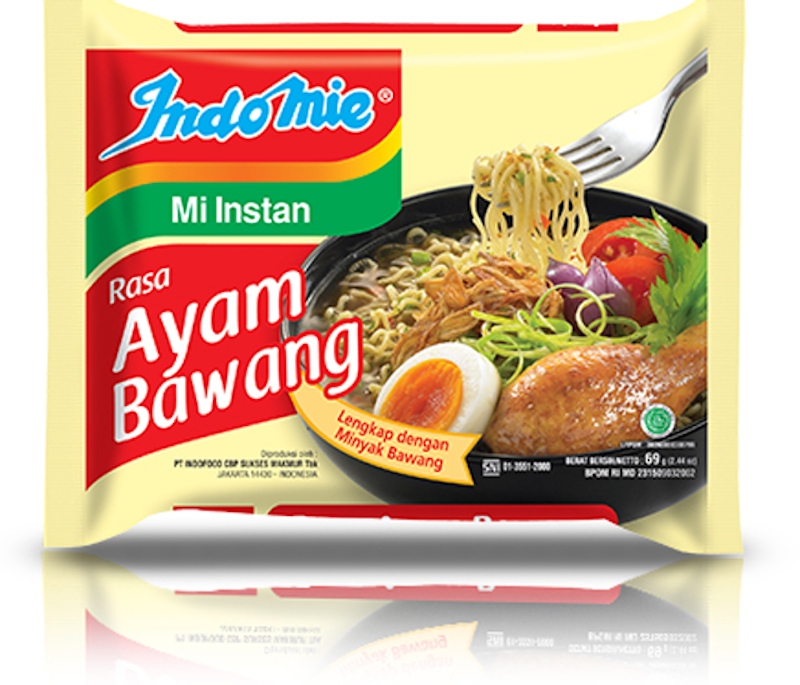 Indomie®
Mi Instan
Rasa
Ayam
Bawang
Lengkap dengan
Minyak Bawang
Diproduksi oleh :
PT INDOFOOD CBP SUKSES MAKMUR Tbk
JAKARTA 14430 - INDONESIA
SNI 01-3551-2000
BERAT BERSIH/NETTO : 69 g (2.44 oz)
BPOM RI MD 231509032002